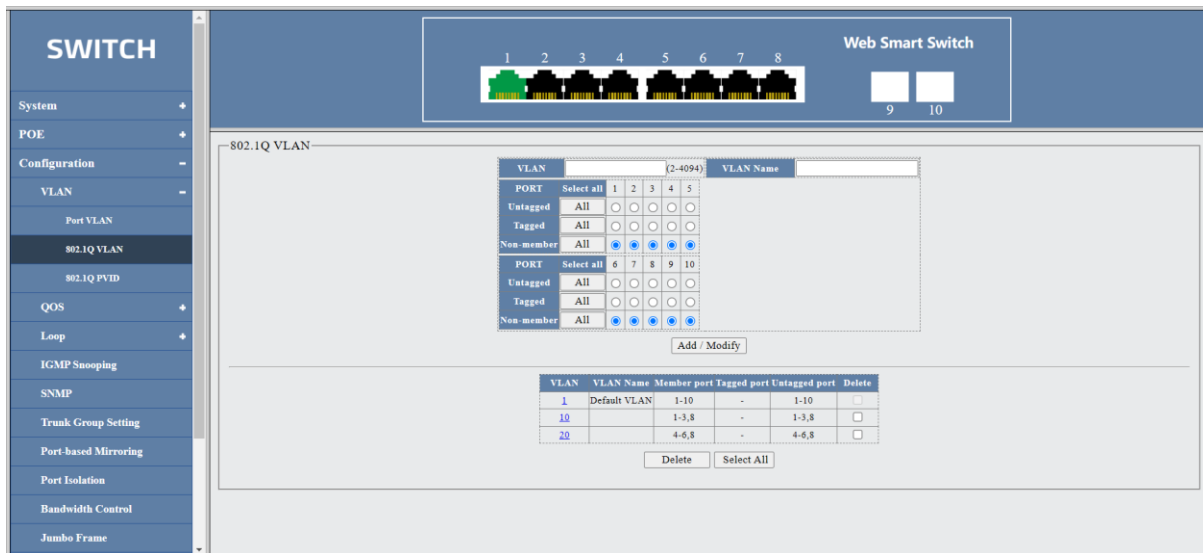 SWITCH
System +
POE +
Configuration -
VLAN -
Port VLAN
802.1Q VLAN
802.1Q PVID
QOS +
Loop +
IGMP Snooping
SNMP
Trunk Group Setting
Port-based Mirroring
Port Isolation
Bandwidth Control
Jumbo Frame
Web Smart Switch
1 2 3 4 5 6 7 8
9 10
802.1Q VLAN
VLAN (2-4094) VLAN Name
PORT Select all 1 2 3 4 5
Untagged All
Tagged All
Non-member All
PORT Select all 6 7 8 9 10
Untagged All
Tagged All
Non-member All
Add / Modify
VLAN VLAN Name Member port Tagged port Untagged port Delete
1 Default VLAN 1-10 - 1-10
10 1-3,8 - 1-3,8
20 4-6,8 - 4-6,8
Delete Select All